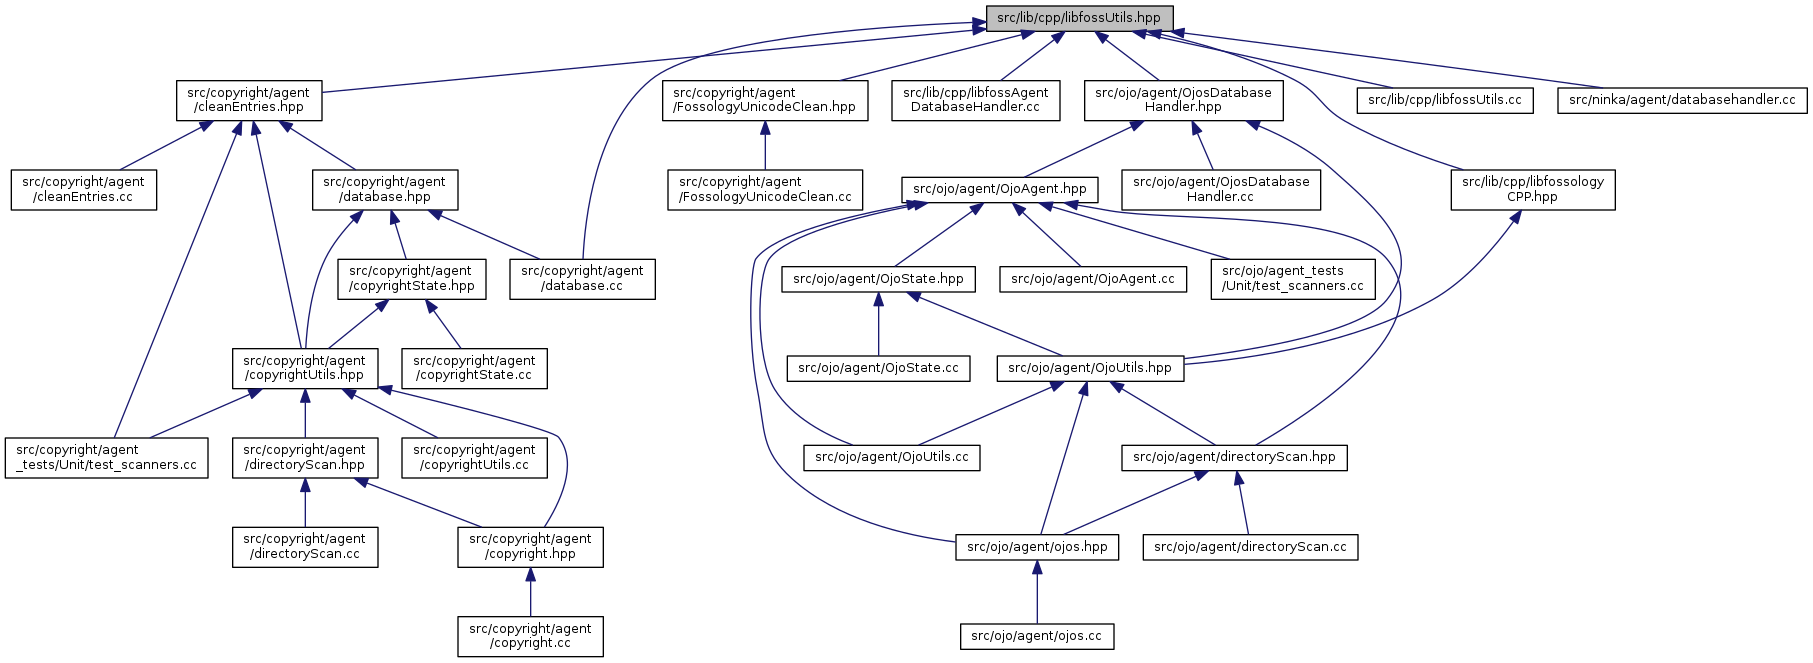 src/lib/cpp/libfossUtils.hpp
src/copyright/agent
/cleanEntries.hpp
src/copyright/agent
/FossologyUnicodeClean.hpp
src/lib/cpp/libfossAgent
DatabaseHandler.cc
src/ojo/agent/OjosDatabase
Handler.hpp
src/lib/cpp/libfossUtils.cc
src/ninka/agent/databasehandler.cc
src/copyright/agent
/cleanEntries.cc
src/copyright/agent
/database.hpp
src/copyright/agent
/FossologyUnicodeClean.cc
src/ojo/agent/OjoAgent.hpp
src/ojo/agent/OjosDatabase
Handler.cc
src/lib/cpp/libfossology
CPP.hpp
src/copyright/agent
/copyrightState.hpp
src/copyright/agent
/database.cc
src/ojo/agent/OjoState.hpp
src/ojo/agent/OjoAgent.cc
src/ojo/agent_tests
/Unit/test_scanners.cc
src/copyright/agent
/copyrightUtils.hpp
src/copyright/agent
/copyrightState.cc
src/ojo/agent/OjoState.cc
src/ojo/agent/OjoUtils.hpp
src/copyright/agent
_tests/Unit/test_scanners.cc
src/copyright/agent
/directoryScan.hpp
src/copyright/agent
/copyrightUtils.cc
src/ojo/agent/OjoUtils.cc
src/ojo/agent/directoryScan.hpp
src/copyright/agent
/directoryScan.cc
src/copyright/agent
/copyright.hpp
src/ojo/agent/ojos.hpp
src/ojo/agent/directoryScan.cc
src/copyright/agent
/copyright.cc
src/ojo/agent/ojos.cc